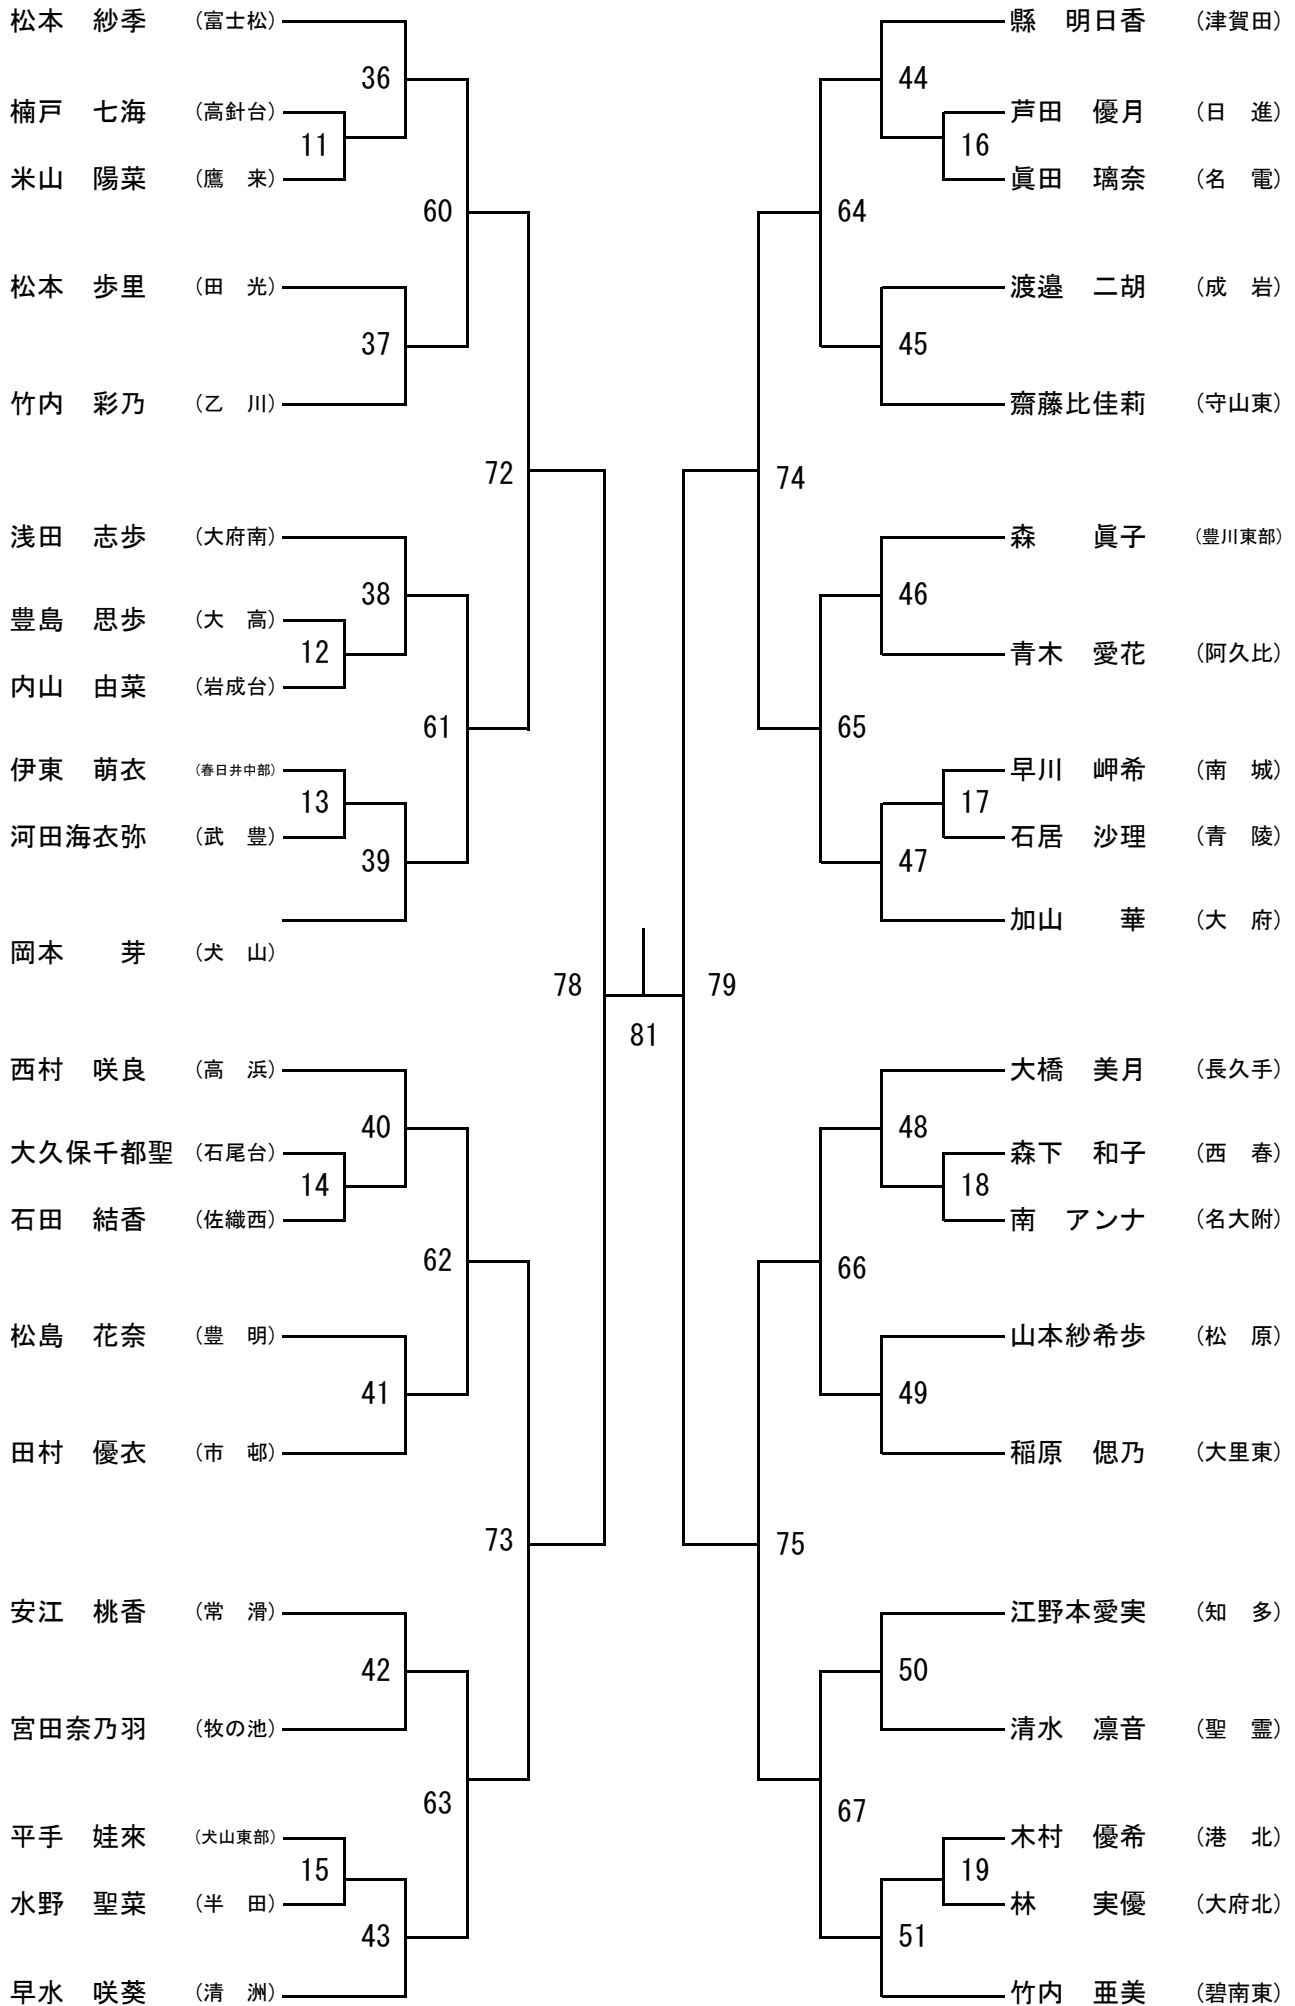 松本　紗季　（富士松）
36
楠戸　七海　（高針台）
11
米山　陽菜　（鷹　来）
60
松本　歩里　（田　光）
37
竹内　彩乃　（乙　川）
72
浅田　志歩　（大府南）
38
豊島　思歩　（大　高）
12
内山　由菜　（岩成台）
61
伊東　萌衣　（春日井中部）
13
河田海衣弥　（武　豊）
39
岡本　　芽　（犬　山）
78
81
西村　咲良　（高　浜）
40
大久保千都聖　（石尾台）
14
石田　結香　（佐織西）
62
松島　花奈　（豊　明）
41
田村　優衣　（市　邨）
73
安江　桃香　（常　滑）
42
宮田奈乃羽　（牧の池）
63
平手　娃來　（犬山東部）
15
水野　聖菜　（半　田）
43
早水　咲葵　（清　洲）
縣　明日香　（津賀田）
44
芦田　優月　（日　進）
16
眞田　璃奈　（名　電）
64
渡邉　二胡　（成　岩）
45
齋藤比佳莉　（守山東）
74
森　　眞子　（豊川東部）
46
青木　愛花　（阿久比）
65
早川　岬希　（南　城）
17
石居　沙理　（青　陵）
47
加山　　華　（大　府）
79
大橋　美月　（長久手）
48
森下　和子　（西　春）
18
南　アンナ　（名大附）
66
山本紗希歩　（松　原）
49
稲原　偲乃　（大里東）
75
江野本愛実　（知　多）
50
清水　凛音　（聖　霊）
67
木村　優希　（港　北）
19
林　　実優　（大府北）
51
竹内　亜美　（碧南東）